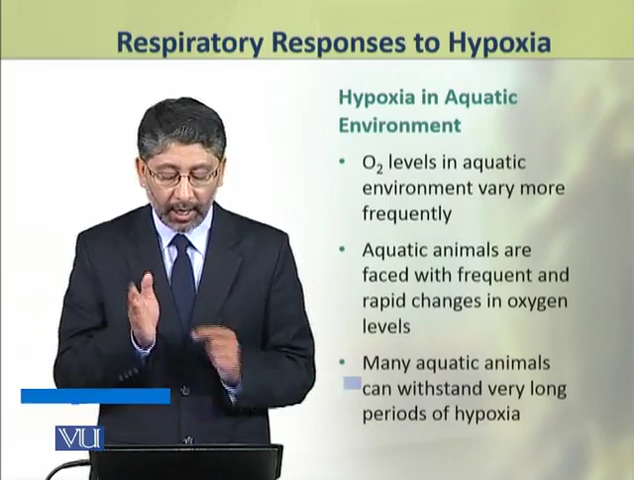 Respiratory Responses to Hypoxia
Hypoxia in Aquatic
Environment
• O₂ levels in aquatic
environment vary more
frequently
• Aquatic animals are
faced with frequent and
rapid changes in oxygen
levels
• Many aquatic animals
can withstand very long
periods of hypoxia
VU